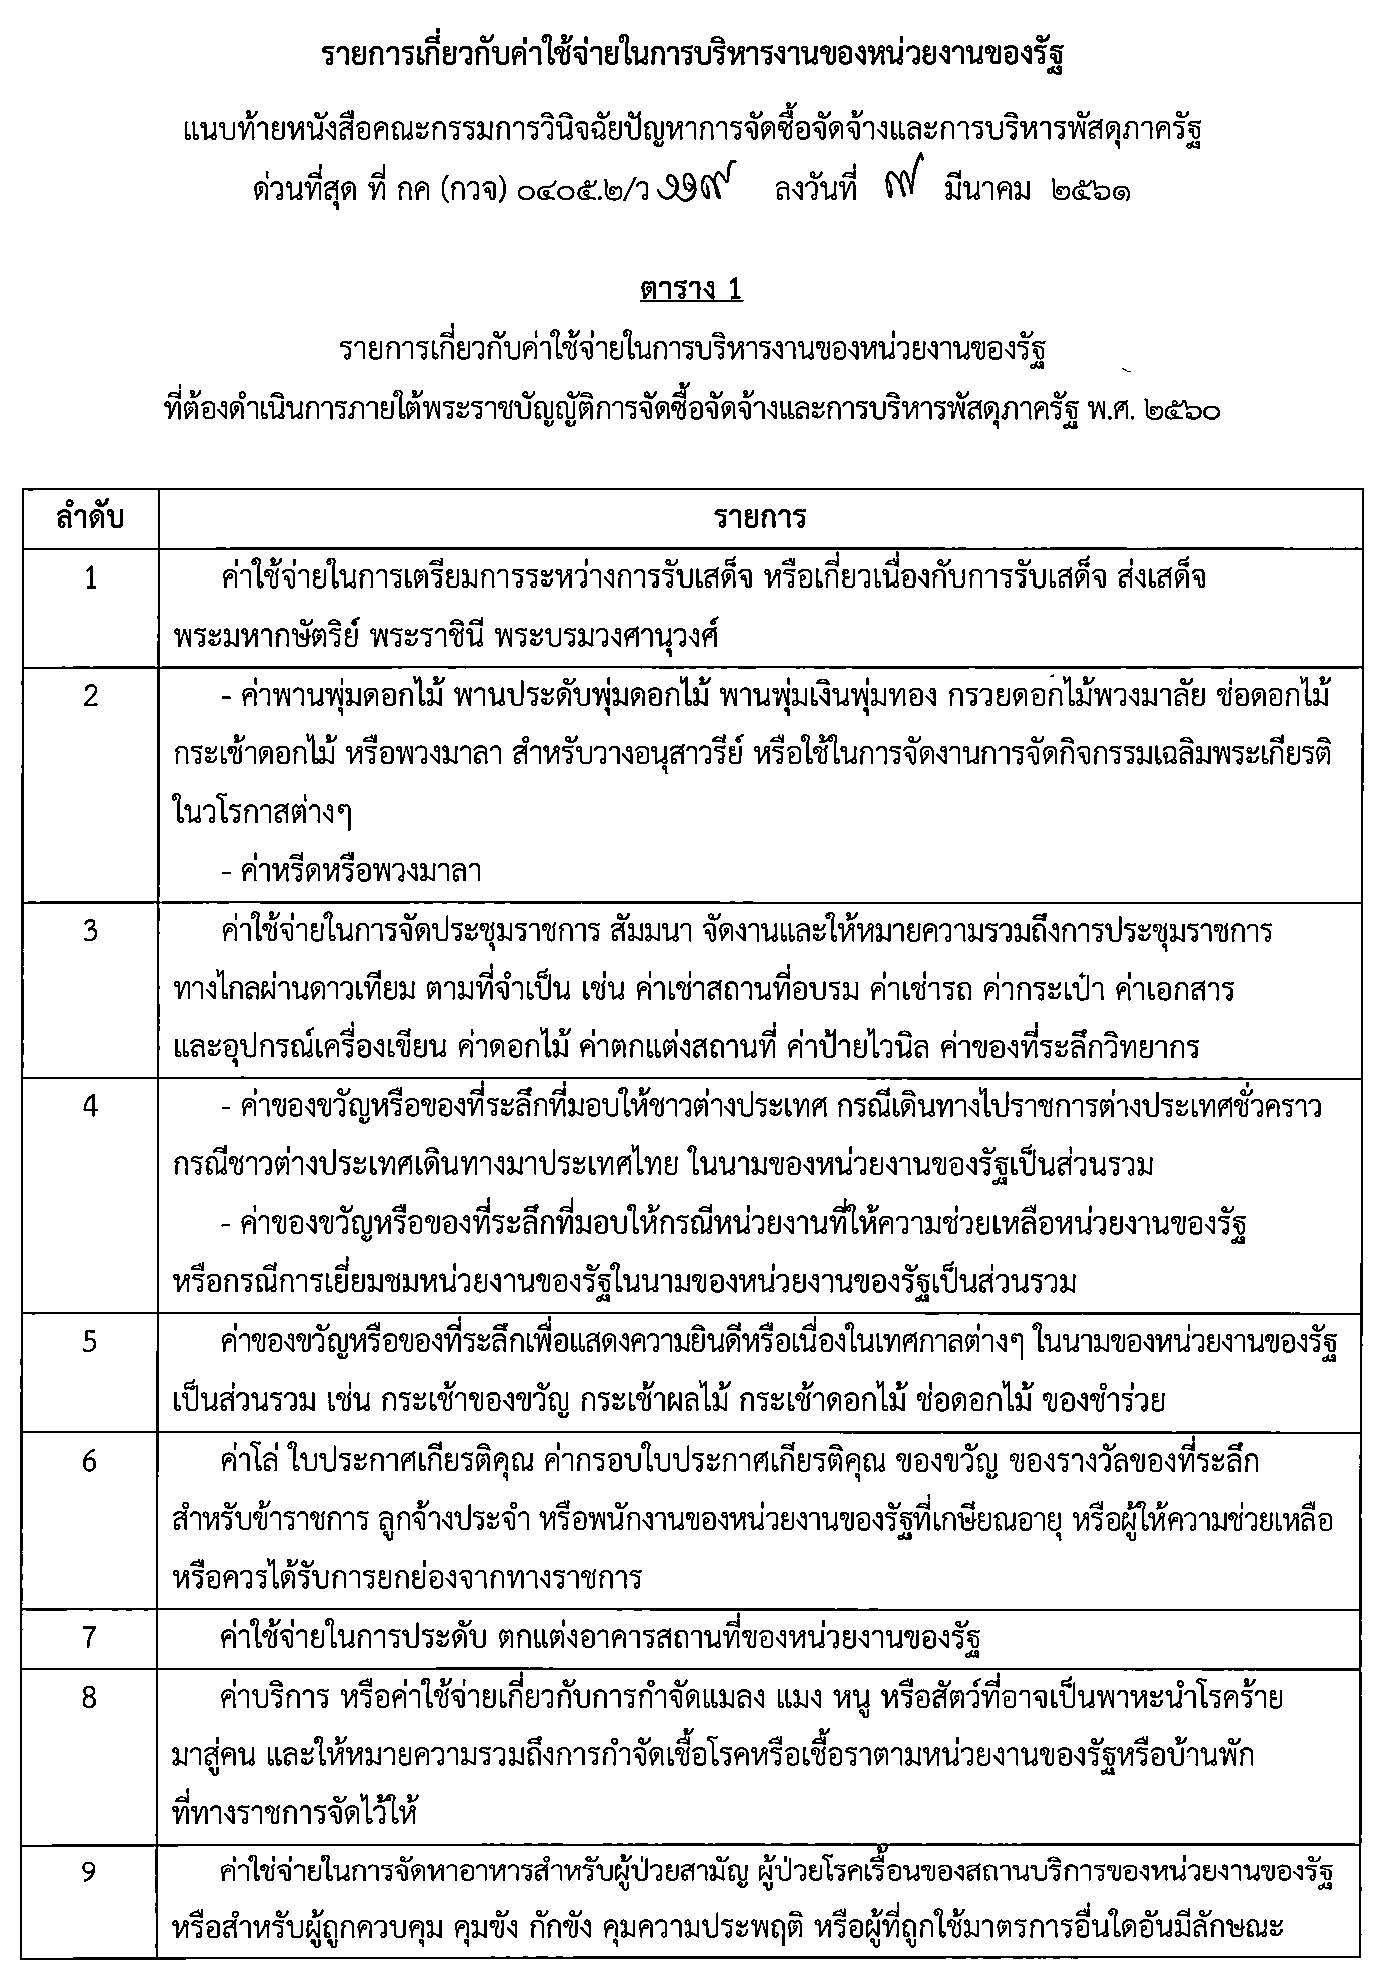 รายการเกี่ยวกับค่าใช้จ่ายในการบริหารงานของหน่วยงานของรัฐ
แนบท้ายหนังสือคณะกรรมการวินิจฉัยปัญหาการจัดซื้อจัดจ้างและการบริหารพัสดุภาครัฐ
ด่วนที่สุด ที่ กค (กวจ) ๐๔๐๕.๒/ว ๑๑๙ ลงวันที่ ๗ มีนาคม ๒๕๖๑
ตาราง 1
รายการเกี่ยวกับค่าใช้จ่ายในการบริหารงานของหน่วยงานของรัฐ
ที่ต้องดำเนินการภายใต้พระราชบัญญัติการจัดซื้อจัดจ้างและการบริหารพัสดุภาครัฐ พ.ศ. ๒๕๖๐
ลำดับ รายการ
1 ค่าใช้จ่ายในการเตรียมการระหว่างการรับเสด็จ หรือเกี่ยวเนื่องกับการรับเสด็จ ส่งเสด็จ
พระมหากษัตริย์ พระราชินี พระบรมวงศานุวงศ์
2 - ค่าพานพุ่มดอกไม้ พานประดับพุ่มดอกไม้ พานพุ่มเงินพุ่มทอง กรวยดอกไม้พวงมาลัย ช่อดอกไม้
กระเช้าดอกไม้ หรือพวงมาลา สำหรับวางอนุสาวรีย์ หรือใช้ในการจัดงานการจัดกิจกรรมเฉลิมพระเกียรติ
ในวโรกาสต่างๆ
- ค่าหรีดหรือพวงมาลา
3 ค่าใช้จ่ายในการจัดประชุมราชการ สัมมนา จัดงานและให้หมายความรวมถึงการประชุมราชการ
ทางไกลผ่านดาวเทียม ตามที่จำเป็น เช่น ค่าเช่าสถานที่อบรม ค่าเช่ารถ ค่ากระเป๋า ค่าเอกสาร
และอุปกรณ์เครื่องเขียน ค่าดอกไม้ ค่าตกแต่งสถานที่ ค่าป้ายไวนิล ค่าของที่ระลึกวิทยากร
4 - ค่าของขวัญหรือของที่ระลึกที่มอบให้ชาวต่างประเทศ กรณีเดินทางไปราชการต่างประเทศชั่วคราว
กรณีชาวต่างประเทศเดินทางมาประเทศไทย ในนามของหน่วยงานของรัฐเป็นส่วนรวม
- ค่าของขวัญหรือของที่ระลึกที่มอบให้กรณีหน่วยงานที่ให้ความช่วยเหลือหน่วยงานของรัฐ
หรือกรณีการเยี่ยมชมหน่วยงานของรัฐในนามของหน่วยงานของรัฐเป็นส่วนรวม
5 ค่าของขวัญหรือของที่ระลึกเพื่อแสดงความยินดีหรือเนื่องในเทศกาลต่างๆ ในนามของหน่วยงานของรัฐ
เป็นส่วนรวม เช่น กระเช้าของขวัญ กระเช้าผลไม้ กระเช้าดอกไม้ ช่อดอกไม้ ของชำร่วย
6 ค่าโล่ ใบประกาศเกียรติคุณ ค่ากรอบใบประกาศเกียรติคุณ ของขวัญ ของรางวัลของที่ระลึก
สำหรับข้าราชการ ลูกจ้างประจำ หรือพนักงานของหน่วยงานของรัฐที่เกษียณอายุ หรือผู้ให้ความช่วยเหลือ
หรือควรได้รับการยกย่องจากทางราชการ
7 ค่าใช้จ่ายในการประดับ ตกแต่งอาคารสถานที่ของหน่วยงานของรัฐ
8 ค่าบริการ หรือค่าใช้จ่ายเกี่ยวกับการกำจัดแมลง แมง หนู หรือสัตว์ที่อาจเป็นพาหะนำโรคร้าย
มาสู่คน และให้หมายความรวมถึงการกำจัดเชื้อโรคหรือเชื้อราตามหน่วยงานของรัฐหรือบ้านพัก
ที่ทางราชการจัดไว้ให้
9 ค่าใช่จ่ายในการจัดหาอาหารสำหรับผู้ป่วยสามัญ ผู้ป่วยโรคเรื้อนของสถานบริการของหน่วยงานของรัฐ
หรือสำหรับผู้ถูกควบคุม คุมขัง กักขัง คุมความประพฤติ หรือผู้ที่ถูกใช้มาตรการอื่นใดอันมีลักษณะ